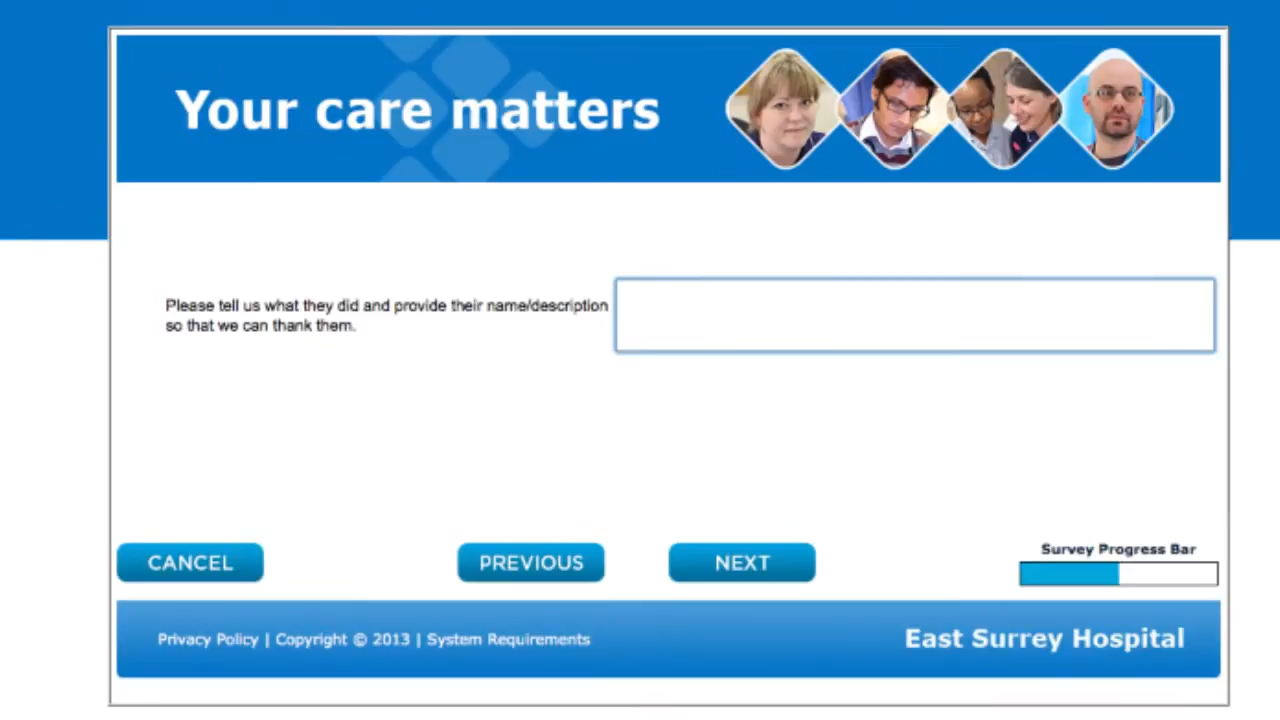 Your care matters
Please tell us what they did and provide their name/description
so that we can thank them.
CANCEL
PREVIOUS
NEXT
Survey Progress Bar
Privacy Policy | Copyright © 2013 | System Requirements
East Surrey Hospital